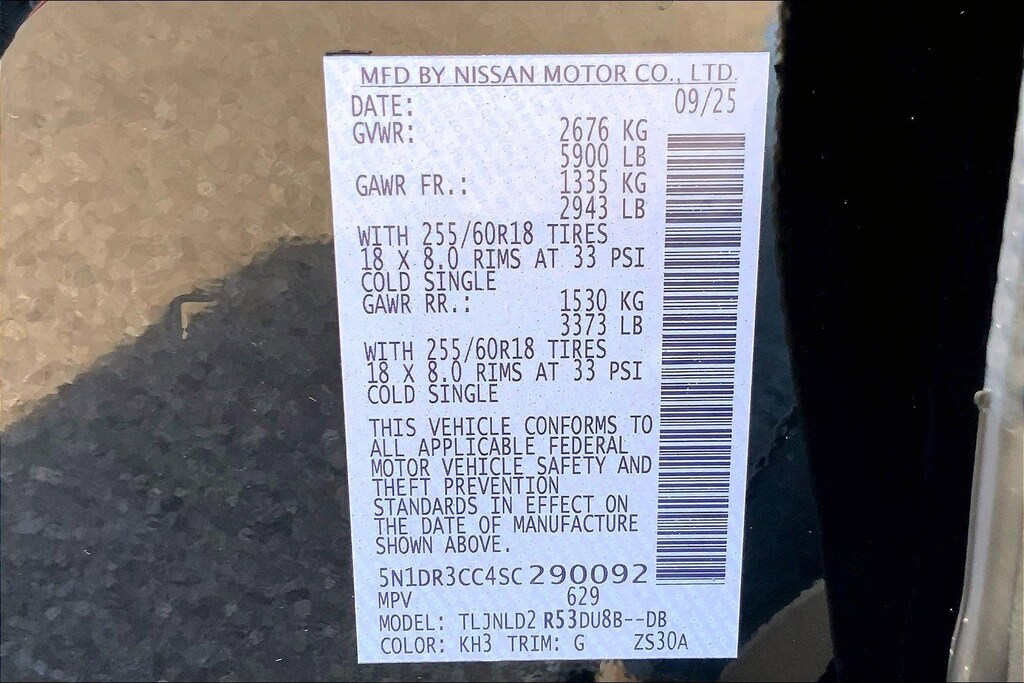 MFD BY NISSAN MOTOR CO., LTD.
DATE: 09/25
GVWR: 2676 KG
5900 LB
GAWR FR.: 1335 KG
2943 LB
WITH 255/60R18 TIRES
18 X 8.0 RIMS AT 33 PSI
COLD SINGLE
GAWR RR.: 1530 KG
3373 LB
WITH 255/60R18 TIRES
18 X 8.0 RIMS AT 33 PSI
COLD SINGLE
THIS VEHICLE CONFORMS TO
ALL APPLICABLE FEDERAL
MOTOR VEHICLE SAFETY AND
THEFT PREVENTION
STANDARDS IN EFFECT ON
THE DATE OF MANUFACTURE
SHOWN ABOVE.
5N1DR3CC4SC290092
MPV 629
MODEL: TLJNLD2 R53DU8B--DB
COLOR: KH3 TRIM: G ZS30A